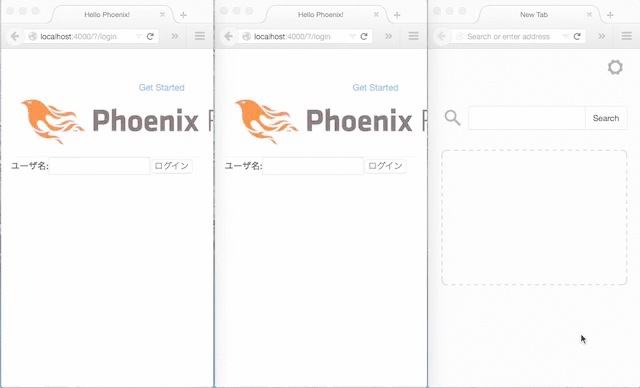 Hello Phoenix!
localhost:4000/?/login
Get Started
Phoenix F
ユーザ名:
ログイン
Hello Phoenix!
localhost:4000/?/login
Get Started
Phoenix F
ユーザ名:
ログイン
New Tab
Search or enter address
Search